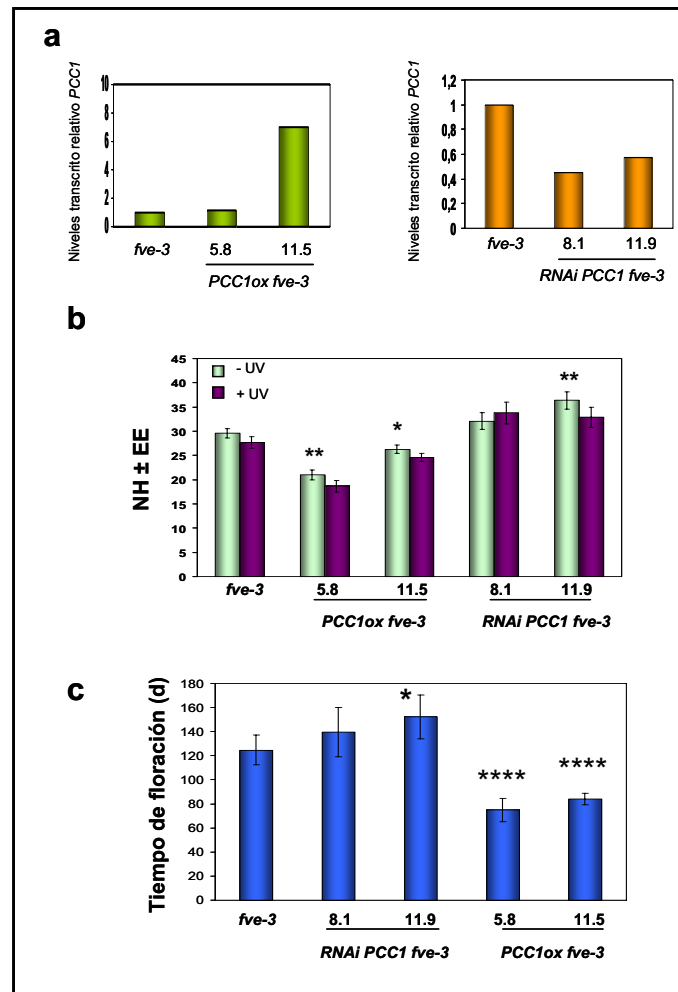 a
Niveles transcrito relativo PCC1
10
8
6
4
2
0
fve-3
5.8
11.5
PCC1ox fve-3
Niveles transcrito relativo PCC1
1,2
1
0,8
0,6
0,4
0,2
0
fve-3
8.1
11.9
RNAi PCC1 fve-3
b
NH ± EE
45
40
35
30
25
20
15
10
5
0
- UV
+ UV
**
*
**
fve-3
5.8
11.5
8.1
11.9
PCC1ox fve-3
RNAi PCC1 fve-3
c
Tiempo de floración (d)
180
160
140
120
100
80
60
40
20
0
*
****
****
fve-3
8.1
11.9
5.8
11.5
RNAi PCC1 fve-3
PCC1ox fve-3